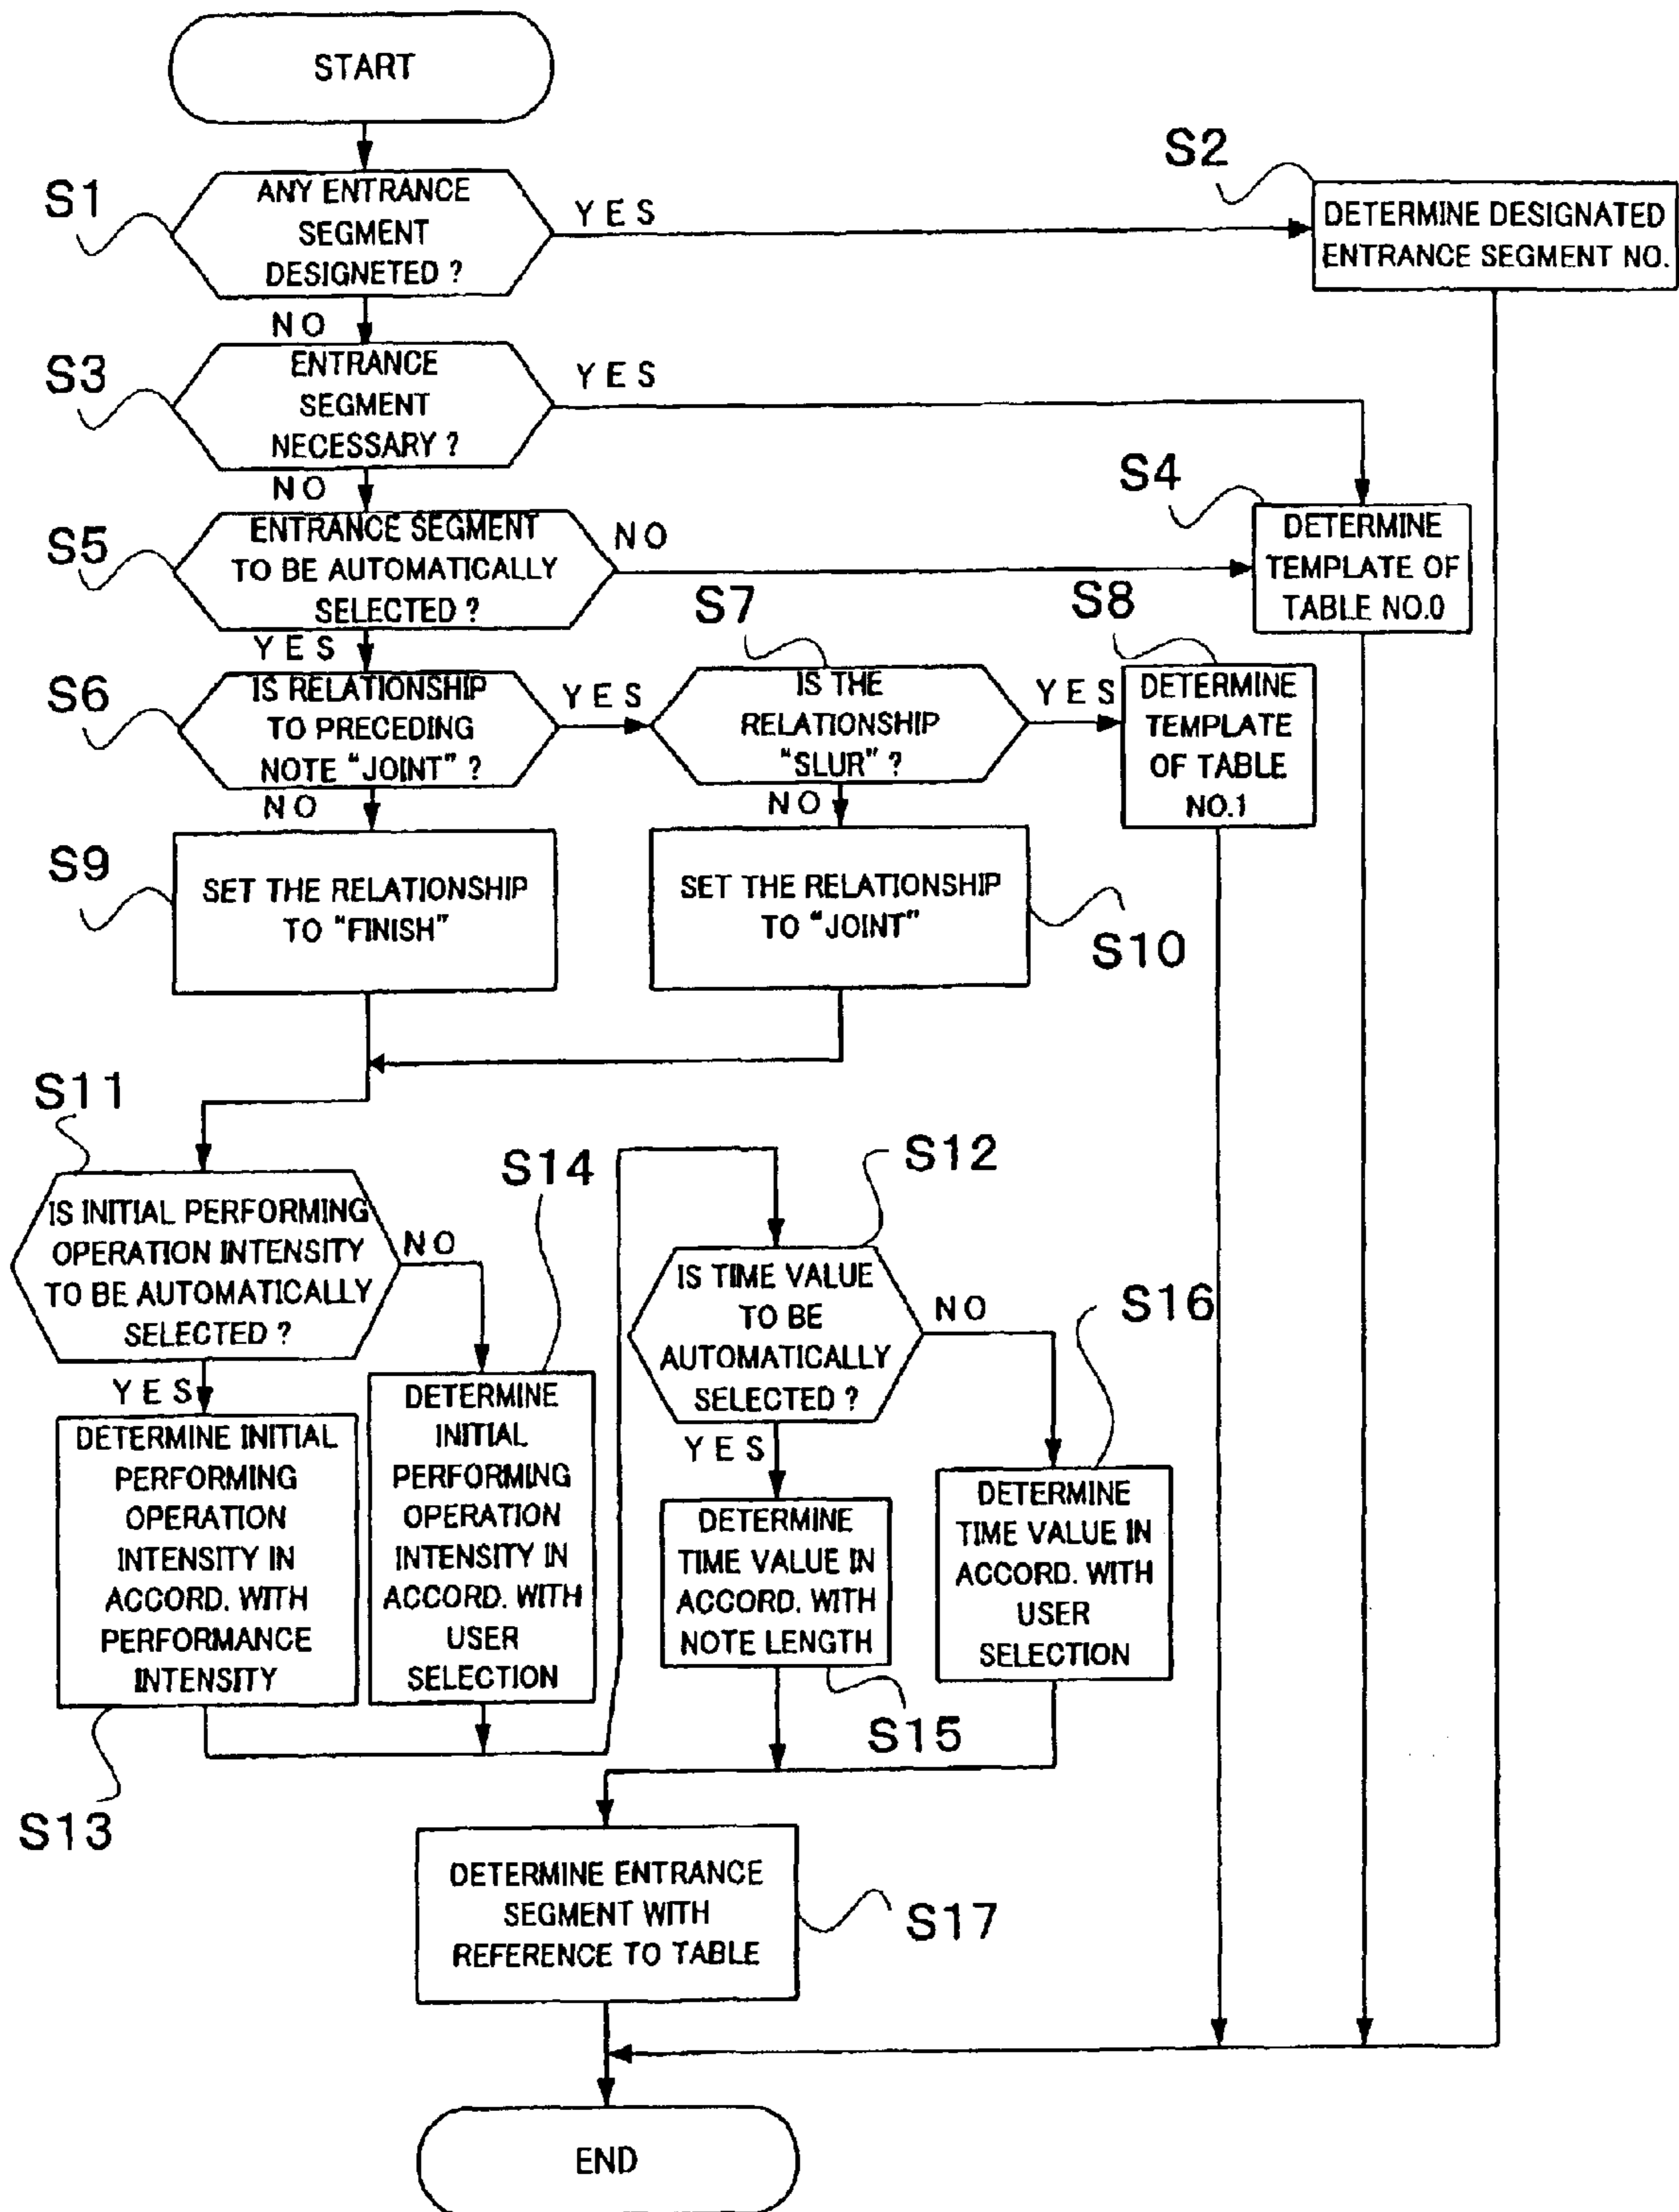 START
S1
ANY ENTRANCE
SEGMENT
DESIGNETED ?
YES
S2
DETERMINE DESIGNATED
ENTRANCE SEGMENT NO.
NO
S3
ENTRANCE
SEGMENT
NECESSARY ?
YES
NO
S4
DETERMINE
TEMPLATE OF
TABLE NO.0
S5
ENTRANCE SEGMENT
TO BE AUTOMATICALLY
SELECTED ?
NO
YES
S6
IS RELATIONSHIP
TO PRECEDING
NOTE "JOINT" ?
YES
S7
IS THE
RELATIONSHIP
"SLUR" ?
YES
S8
DETERMINE
TEMPLATE
OF TABLE
NO.1
NO
NO
S9
SET THE RELATIONSHIP
TO "FINISH"
SET THE RELATIONSHIP
TO "JOINT"
S10
S11
IS INITIAL PERFORMING
OPERATION INTENSITY
TO BE AUTOMATICALLY
SELECTED ?
NO
YES
S14
DETERMINE
INITIAL
PERFORMING
OPERATION
INTENSITY IN
ACCORD. WITH
USER
SELECTION
DETERMINE INITIAL
PERFORMING
OPERATION
INTENSITY IN
ACCORD. WITH
PERFORMANCE
INTENSITY
S13
S12
IS TIME VALUE
TO BE
AUTOMATICALLY
SELECTED ?
NO
YES
S16
DETERMINE
TIME VALUE IN
ACCORD. WITH
USER
SELECTION
DETERMINE
TIME VALUE IN
ACCORD. WITH
NOTE LENGTH
S15
DETERMINE ENTRANCE
SEGMENT WITH
REFERENCE TO TABLE
S17
END